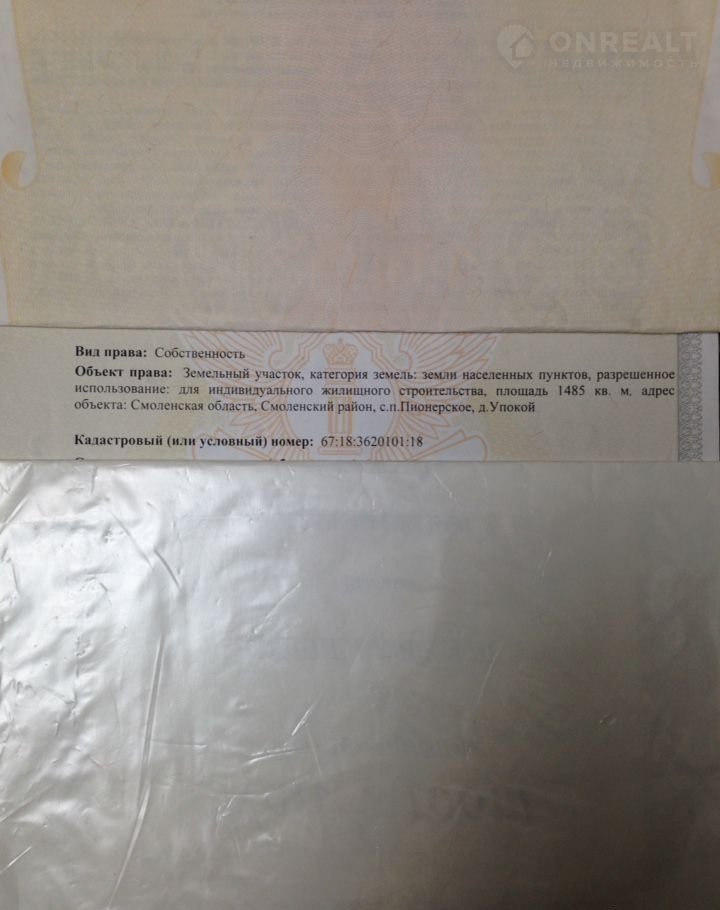 ONREALT
НЕДВИЖИМОСТЬ
Вид права: Собственность
Объект права: Земельный участок, категория земель: земли населенных пунктов, разрешенное
использование: для индивидуального жилищного строительства, площадь 1485 кв. м, адрес
объекта: Смоленская область, Смоленский район, с.п.Пионерское, д.Упокой
Кадастровый (или условный) номер: 67:18:3620101:18